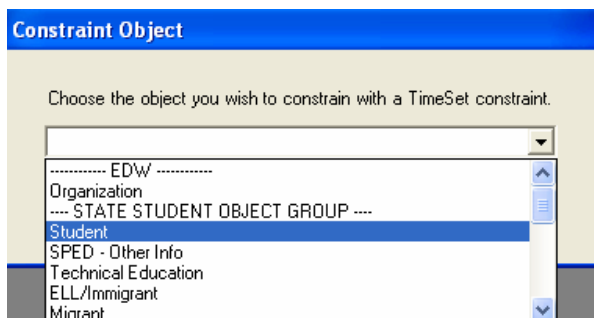 Constraint Object
Choose the object you wish to constrain with a TimeSet constraint.
------------ EDW ------------
Organization
---- STATE STUDENT OBJECT GROUP ----
Student
SPED - Other Info
Technical Education
ELL/Immigrant
Migrant